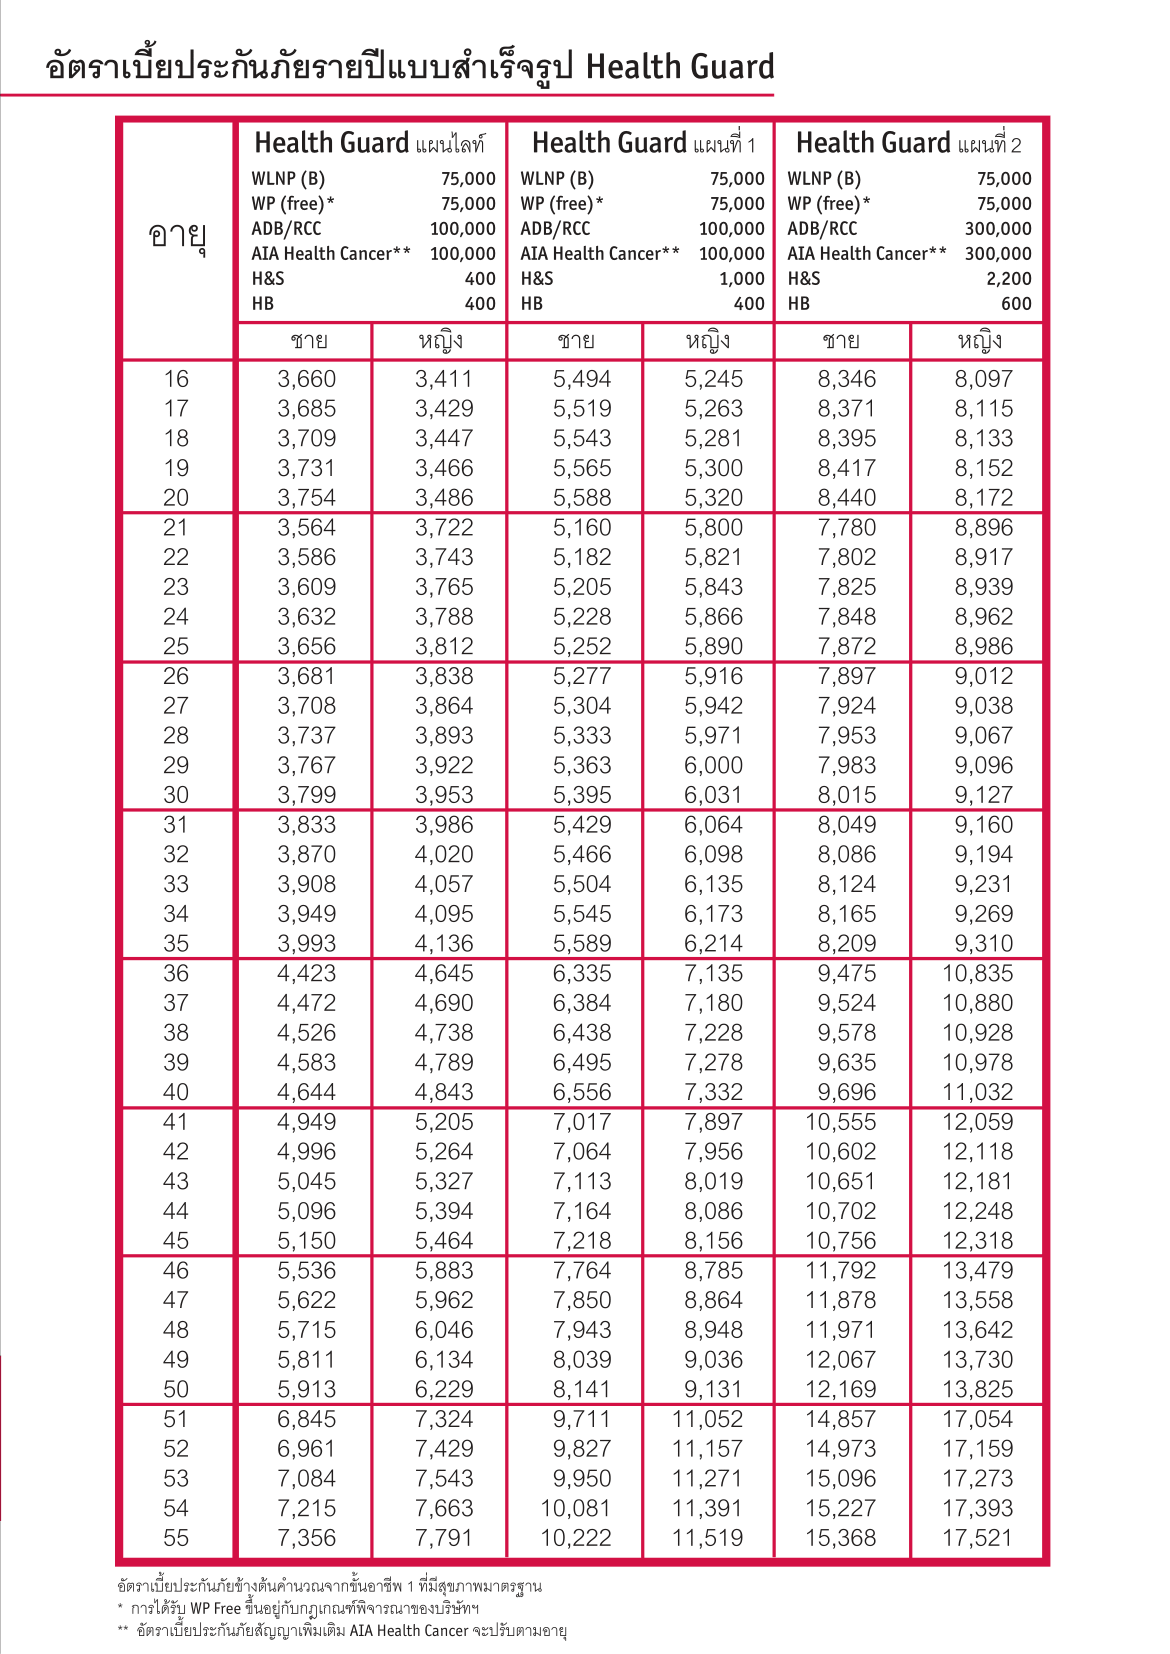 อัตราเบี้ยประกันภัยรายปีแบบสำเร็จรูป Health Guard
อายุ
Health Guard แผนไลท์ Health Guard แผนที่ 1 Health Guard แผนที่ 2
WLNP (B) 75,000 WLNP (B) 75,000 WLNP (B) 75,000
WP (free)* 75,000 WP (free)* 75,000 WP (free)* 75,000
ADB/RCC 100,000 ADB/RCC 100,000 ADB/RCC 300,000
AIA Health Cancer** 100,000 AIA Health Cancer** 100,000 AIA Health Cancer** 300,000
H&S 400 H&S 1,000 H&S 2,200
HB 400 HB 400 HB 600
ชาย หญิง ชาย หญิง ชาย หญิง
16 3,660 3,411 5,494 5,245 8,346 8,097
17 3,685 3,429 5,519 5,263 8,371 8,115
18 3,709 3,447 5,543 5,281 8,395 8,133
19 3,731 3,466 5,565 5,300 8,417 8,152
20 3,754 3,486 5,588 5,320 8,440 8,172
21 3,564 3,722 5,160 5,800 7,780 8,896
22 3,586 3,743 5,182 5,821 7,802 8,917
23 3,609 3,765 5,205 5,843 7,825 8,939
24 3,632 3,788 5,228 5,866 7,848 8,962
25 3,656 3,812 5,252 5,890 7,872 8,986
26 3,681 3,838 5,277 5,916 7,897 9,012
27 3,708 3,864 5,304 5,942 7,924 9,038
28 3,737 3,893 5,333 5,971 7,953 9,067
29 3,767 3,922 5,363 6,000 7,983 9,096
30 3,799 3,953 5,395 6,031 8,015 9,127
31 3,833 3,986 5,429 6,064 8,049 9,160
32 3,870 4,020 5,466 6,098 8,086 9,194
33 3,908 4,057 5,504 6,135 8,124 9,231
34 3,949 4,095 5,545 6,173 8,165 9,269
35 3,993 4,136 5,589 6,214 8,209 9,310
36 4,423 4,645 6,335 7,135 9,475 10,835
37 4,472 4,690 6,384 7,180 9,524 10,880
38 4,526 4,738 6,438 7,228 9,578 10,928
39 4,583 4,789 6,495 7,278 9,635 10,978
40 4,644 4,843 6,556 7,332 9,696 11,032
41 4,949 5,205 7,017 7,897 10,555 12,059
42 4,996 5,264 7,064 7,956 10,602 12,118
43 5,045 5,327 7,113 8,019 10,651 12,181
44 5,096 5,394 7,164 8,086 10,702 12,248
45 5,150 5,464 7,218 8,156 10,756 12,318
46 5,536 5,883 7,764 8,785 11,792 13,479
47 5,622 5,962 7,850 8,864 11,878 13,558
48 5,715 6,046 7,943 8,948 11,971 13,642
49 5,811 6,134 8,039 9,036 12,067 13,730
50 5,913 6,229 8,141 9,131 12,169 13,825
51 6,845 7,324 9,711 11,052 14,857 17,054
52 6,961 7,429 9,827 11,157 14,973 17,159
53 7,084 7,543 9,950 11,271 15,096 17,273
54 7,215 7,663 10,081 11,391 15,227 17,393
55 7,356 7,791 10,222 11,519 15,368 17,521
อัตราเบี้ยประกันภัยข้างต้นคำนวณจากขั้นอาชีพ 1 ที่มีสุขภาพมาตรฐาน
* การได้รับ WP Free ขึ้นอยู่กับกฎเกณฑ์พิจารณาของบริษัทฯ
** อัตราเบี้ยประกันภัยสัญญาเพิ่มเติม AIA Health Cancer จะปรับตามอายุ